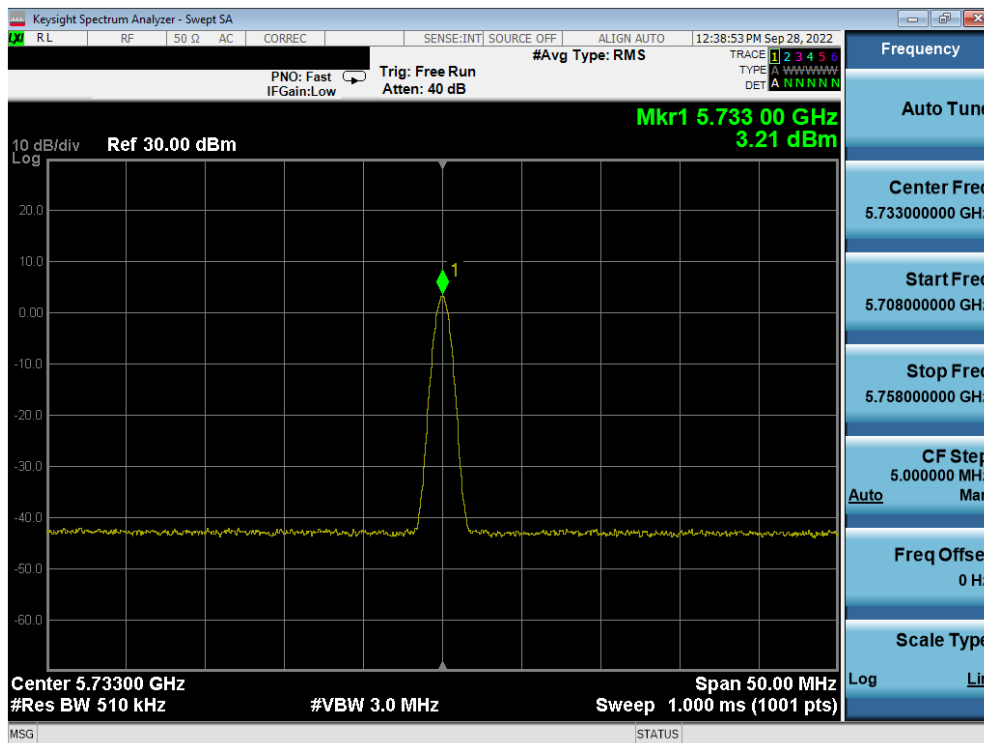 Keysight Spectrum Analyzer - Swept SA
LXI RL RF 50 Ω AC CORREC SENSE:INT SOURCE OFF ALIGN AUTO 12:38:53 PM Sep 28, 2022
#Avg Type: RMS
TRACE 1 2 3 4 5 6
TYPE A WWWWW
DET A N N N N N
PNO: Fast
IFGain:Low
Trig: Free Run
Atten: 40 dB
Mkr1 5.733 00 GHz
3.21 dBm
10 dB/div
Log
Ref 30.00 dBm
20.0
10.0
0.00
-10.0
-20.0
-30.0
-40.0
-50.0
-60.0
1
Center 5.73300 GHz
#Res BW 510 kHz
#VBW 3.0 MHz
Span 50.00 MHz
Sweep 1.000 ms (1001 pts)
MSG
STATUS
Frequency
Auto Tune
Center Freq
5.733000000 GHz
Start Freq
5.708000000 GHz
Stop Freq
5.758000000 GHz
CF Step
5.000000 MHz
Auto Man
Freq Offset
0 Hz
Scale Type
Log Lin